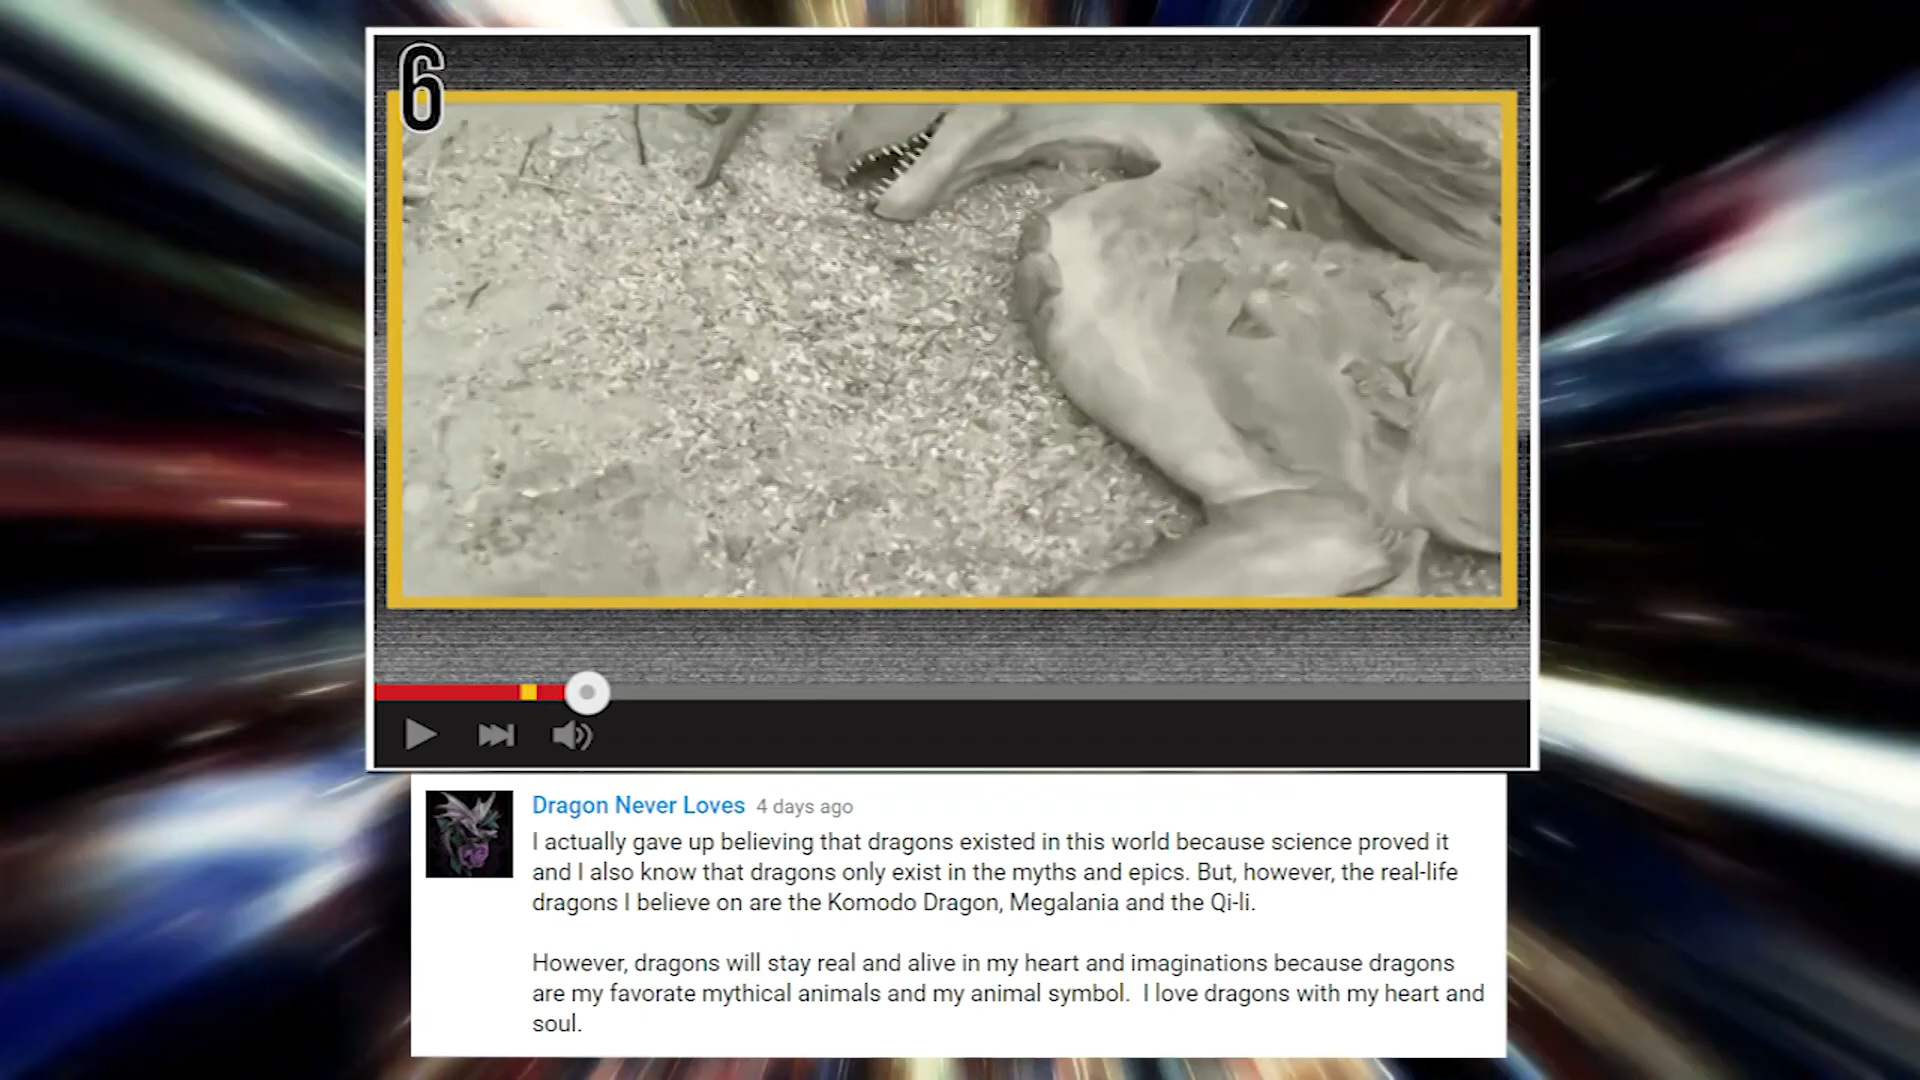 6
Dragon Never Loves 4 days ago
I actually gave up believing that dragons existed in this world because science proved it
and I also know that dragons only exist in the myths and epics. But, however, the real-life
dragons I believe on are the Komodo Dragon, Megalania and the Qi-li.
However, dragons will stay real and alive in my heart and imaginations because dragons
are my favorate mythical animals and my animal symbol. I love dragons with my heart and
soul.